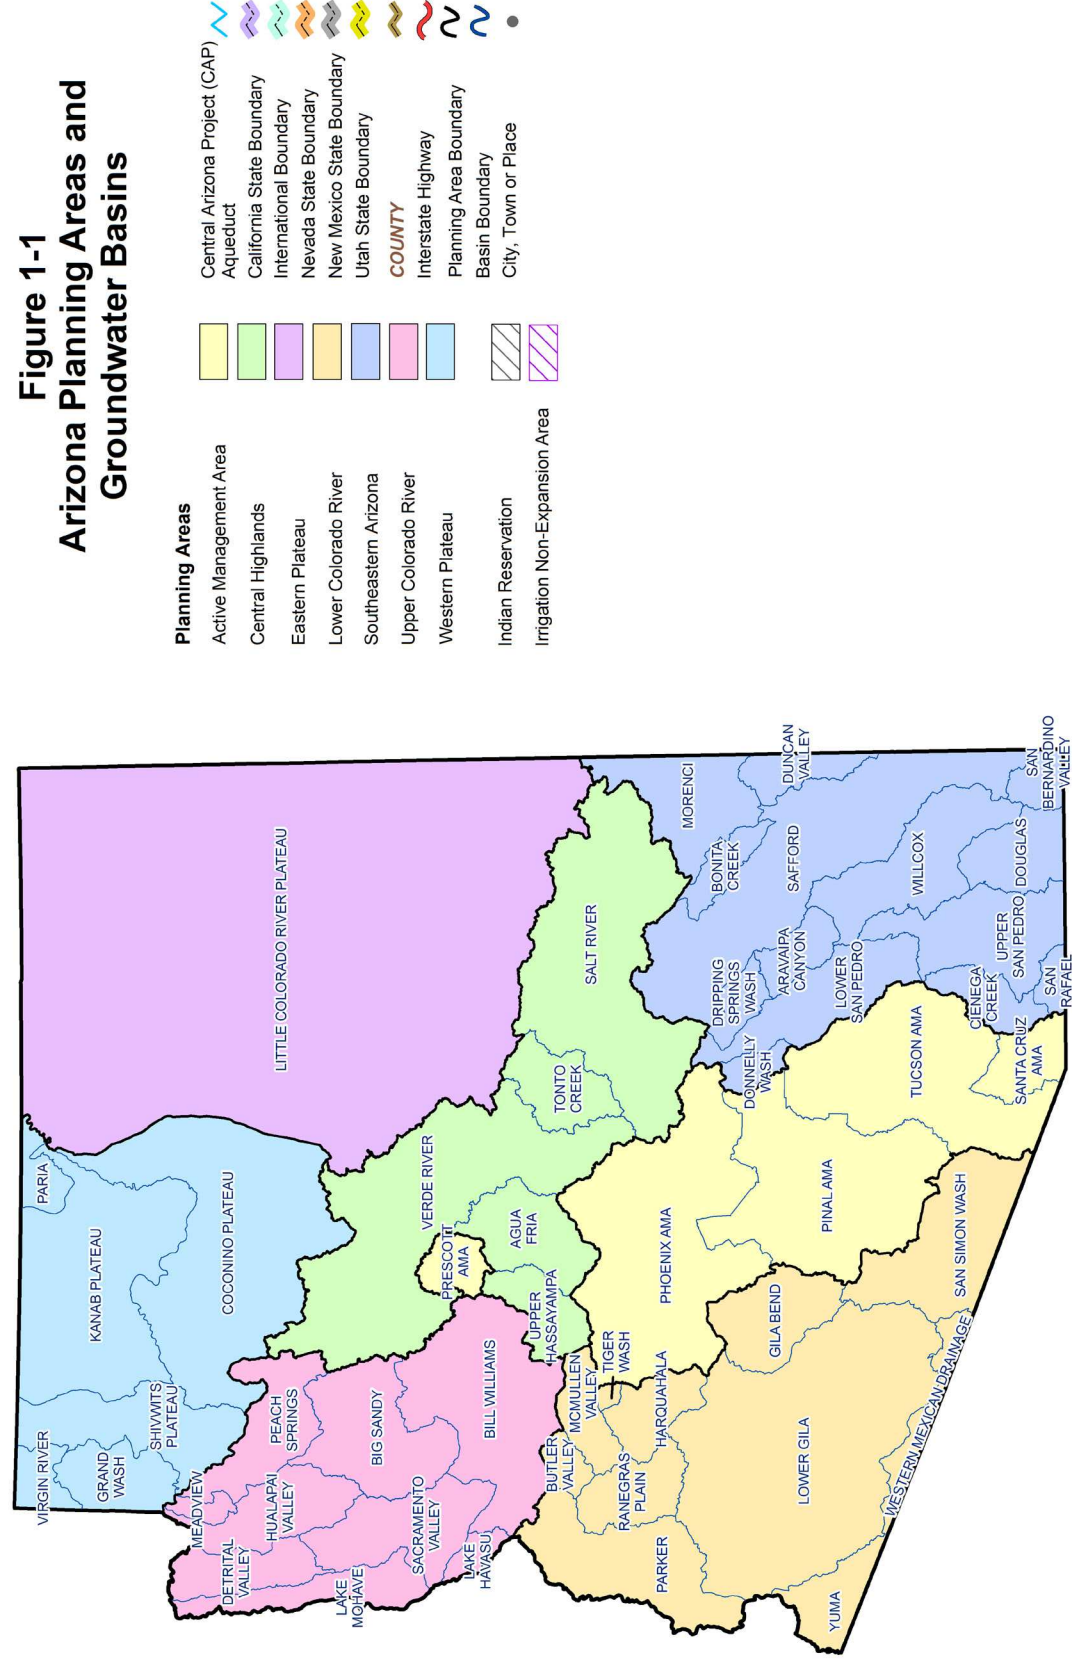 Figure 1-1
Arizona Planning Areas and
Groundwater Basins
Planning Areas
Active Management Area
Central Highlands
Eastern Plateau
Lower Colorado River
Southeastern Arizona
Upper Colorado River
Western Plateau
Indian Reservation
Irrigation Non-Expansion Area
Central Arizona Project (CAP)
Aqueduct
California State Boundary
International Boundary
Nevada State Boundary
New Mexico State Boundary
Utah State Boundary
COUNTY
Interstate Highway
Planning Area Boundary
Basin Boundary
City, Town or Place
VIRGIN RIVER
GRAND
WASH
SHIVWITS
PLATEAU
KANAB PLATEAU
PARIA
COCONINO PLATEAU
LITTLE COLORADO RIVER PLATEAU
MEADVIEW
DETRITAL
VALLEY
HUALAPAI
VALLEY
PEACH
SPRINGS
LAKE
MOHAVE
BIG SANDY
SACRAMENTO
VALLEY
LAKE
HAVASU
BILL WILLIAMS
VERDE RIVER
PRESCOTT
AMA
AGUA
FRIA
UPPER
HASSAYAMPA
TONTO
CREEK
SALT RIVER
BUTLER
VALLEY
MCMULLEN
VALLEY
TIGER
WASH
RANEGRAS
PLAIN
HARQUAHALA
PARKER
PHOENIX AMA
GILA BEND
LOWER GILA
YUMA
WESTERN MEXICAN DRAINAGE
SAN SIMON WASH
PINAL AMA
TUCSON AMA
SANTA CRUZ
AMA
MORENCI
BONITA
CREEK
DUNCAN
VALLEY
SAFFORD
DRIPPING
SPRINGS
WASH
DONNELLY
WASH
ARAVAIPA
CANYON
LOWER
SAN PEDRO
WILLCOX
CIENEGA
CREEK
UPPER
SAN PEDRO
DOUGLAS
SAN
RAFAEL
SAN
BERNARDINO
VALLEY